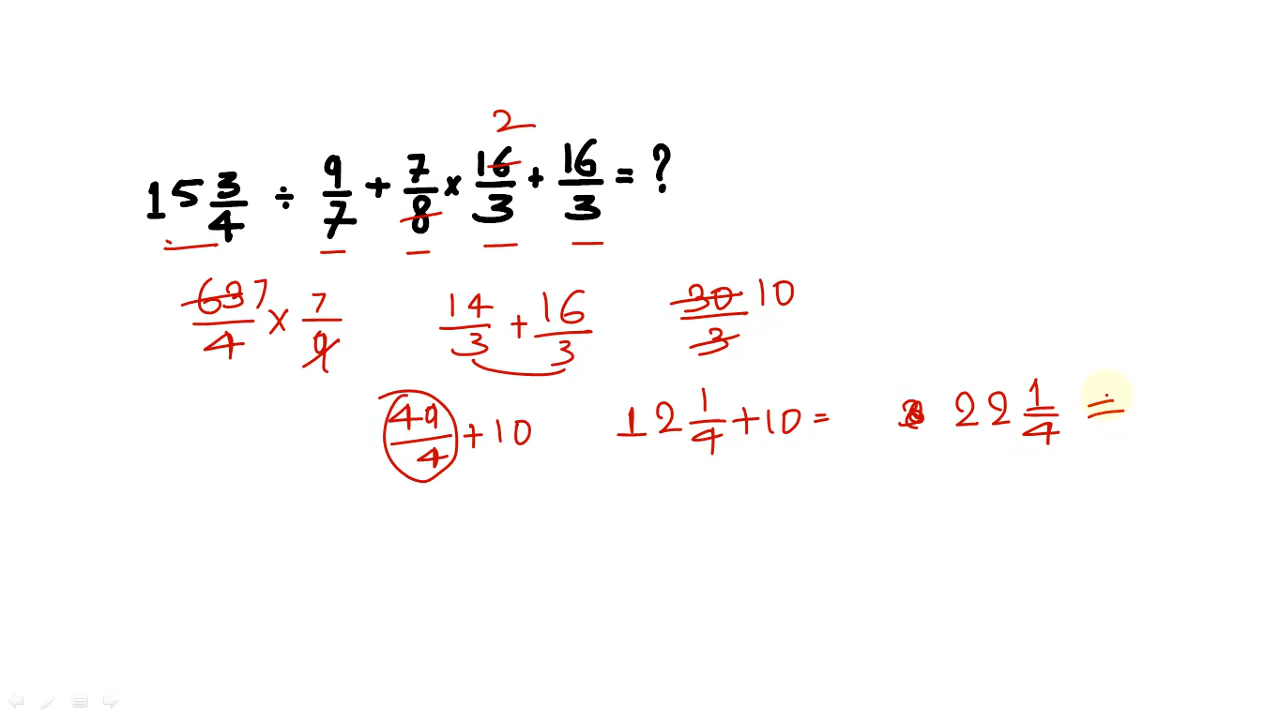 2
15 3/4 ÷ 9/7 + 7/8 × 16/3 + 16/3 = ?
63/4 7 × 7/9   14/3 + 16/3   30/3 10
49/4 + 10   12 1/4 + 10 =   22 1/4